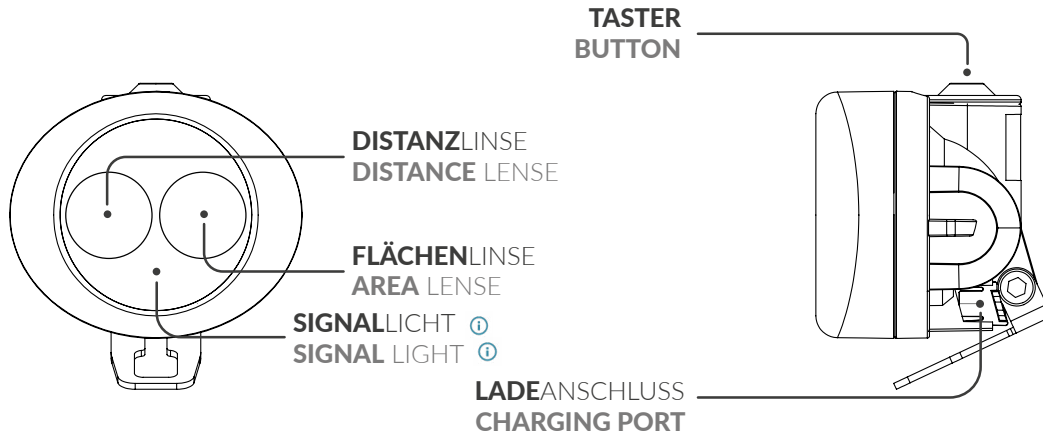 TASTER
BUTTON
DISTANZLINSE
DISTANCE LENSE
FLÄCHENLINSE
AREA LENSE
SIGNALLICHT i
SIGNAL LIGHT i
LADEANSCHLUSS
CHARGING PORT